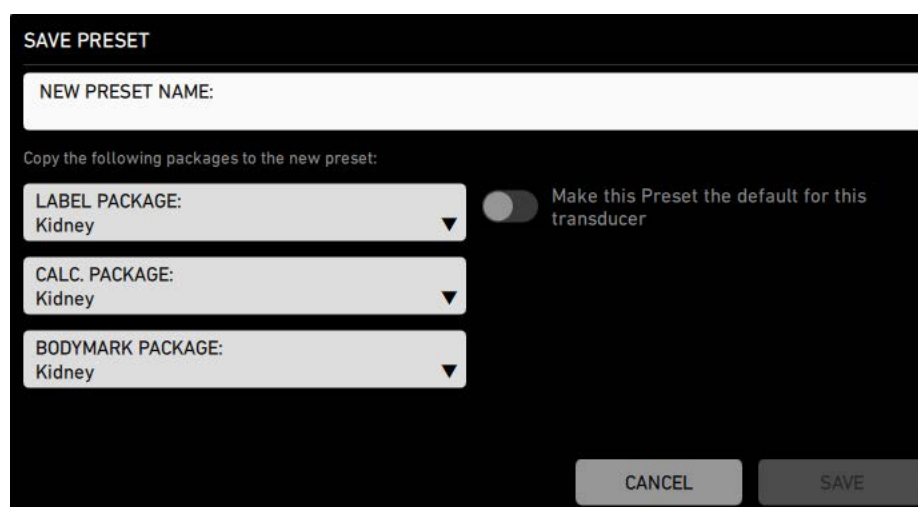 SAVE PRESET
NEW PRESET NAME:
Copy the following packages to the new preset:
LABEL PACKAGE:
Kidney
Make this Preset the default for this
transducer
CALC. PACKAGE:
Kidney
BODYMARK PACKAGE:
Kidney
CANCEL
SAVE